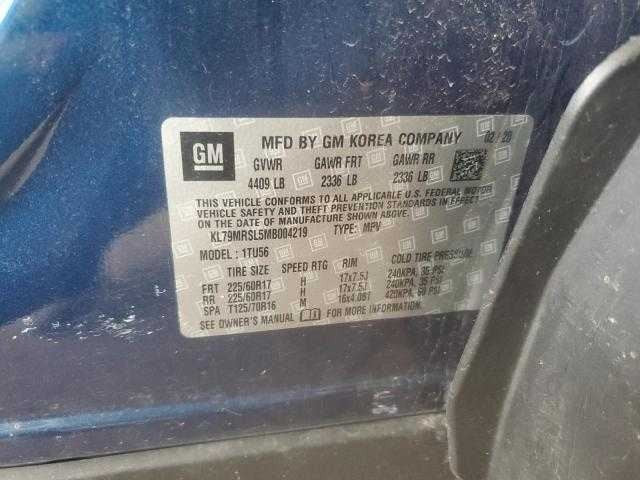 GM MFD BY GM KOREA COMPANY 02/20
GVWR GAWR FRT GAWR RR
4409 LB 2336 LB 2336 LB
THIS VEHICLE CONFORMS TO ALL APPLICABLE U.S. FEDERAL MOTOR
VEHICLE SAFETY, BUMPER, AND THEFT PREVENTION STANDARDS IN EFFECT
ON THE DATE OF MANUFACTURE SHOWN ABOVE.
KL79MRSL5MB004219 TYPE: MPV
MODEL : 1TU56
TIRE SIZE SPEED RTG RIM COLD TIRE PRESSURE
FRT 225/60R17 H 17x7.5J 240KPA, 35 PSI
RR 225/60R17 H 17x7.5J 240KPA, 35 PSI
SPA T125/70R16 M 16x4.0BT 420KPA, 60 PSI
SEE OWNER'S MANUAL FOR MORE INFORMATION.